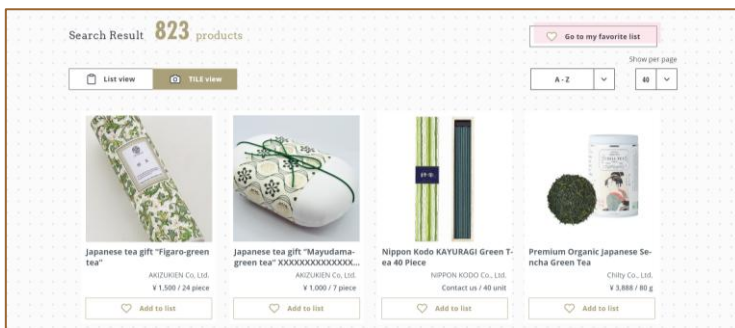 Search Result 823 products
Go to my favorite list
Show per page
List view
TILE view
A - Z
40
Japanese tea gift "Figaro-green
tea"
AKIZUKIEN Co, Ltd.
¥ 1,500 / 24 piece
Add to list
Japanese tea gift "Mayudama-
green tea" XXXXXXXXXXXXXX...
AKIZUKIEN Co, Ltd.
¥ 1,000 / 7 piece
Add to list
Nippon Kodo KAYURAGI Green T-
ea 40 Piece
NIPPON KODO Co., Ltd.
Contact us / 40 unit
Add to list
Premium Organic Japanese Se-
ncha Green Tea
Chilty Co., Ltd.
¥ 3,888 / 80 g
Add to list